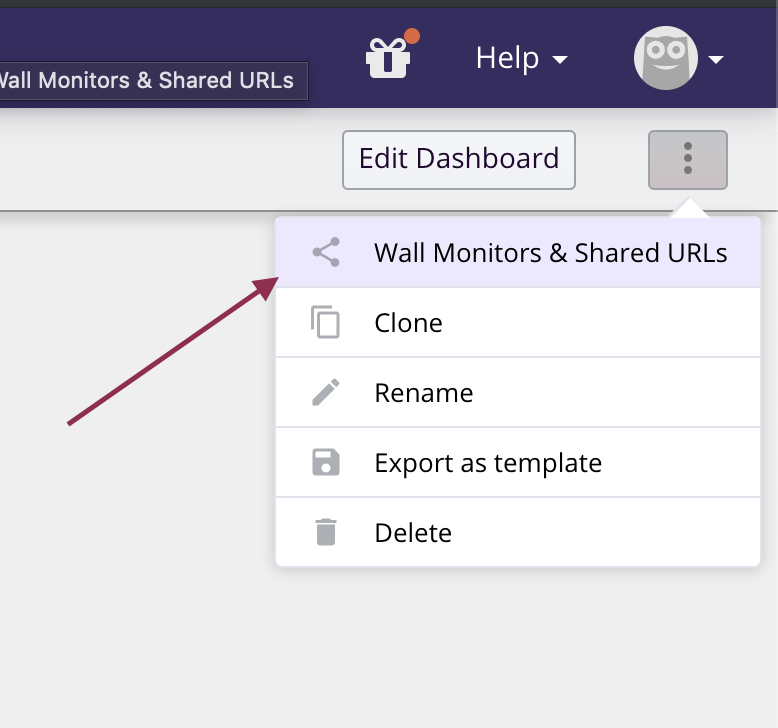 Help
Wall Monitors & Shared URLs
Edit Dashboard
Wall Monitors & Shared URLs
Clone
Rename
Export as template
Delete